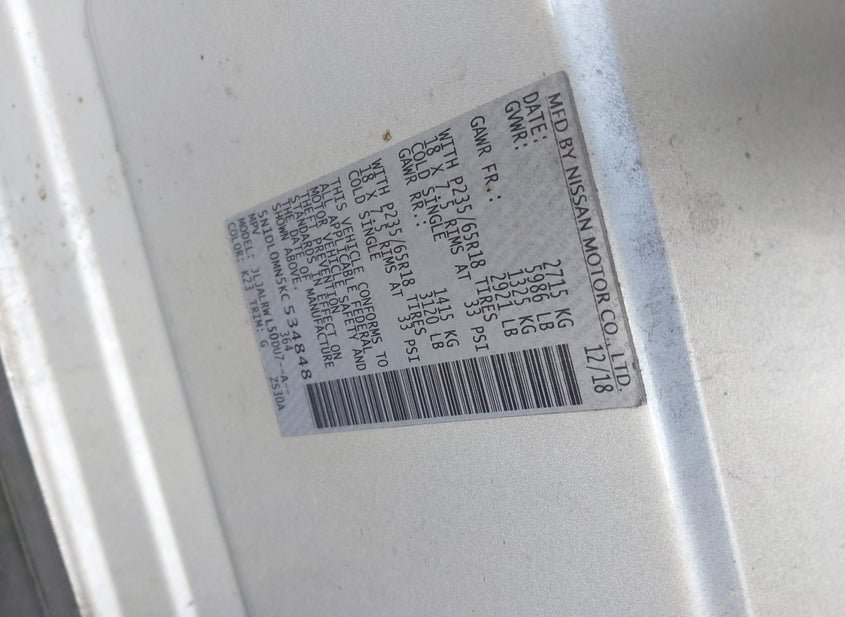 MFD BY NISSAN MOTOR CO., LTD.
DATE: 12/18
GVWR: 2715 KG
5986 LB
GAWR FR.: 1325 KG
2921 LB
WITH P235/65R18 TIRES
18 X 7.5 RIMS AT 33 PSI
COLD SINGLE
GAWR RR.: 1415 KG
3120 LB
WITH P235/65R18 TIRES
18 X 7.5 RIMS AT 33 PSI
COLD SINGLE
THIS VEHICLE CONFORMS TO
ALL APPLICABLE FEDERAL
MOTOR VEHICLE SAFETY AND
THEFT PREVENTION
STANDARDS IN EFFECT ON
THE DATE OF MANUFACTURE
SHOWN ABOVE.
5N1DL0MN5KC534848
MPV 364
MODEL: JLJALRWL50DU7--A--
COLOR: K23 TRIM: G ZS30A